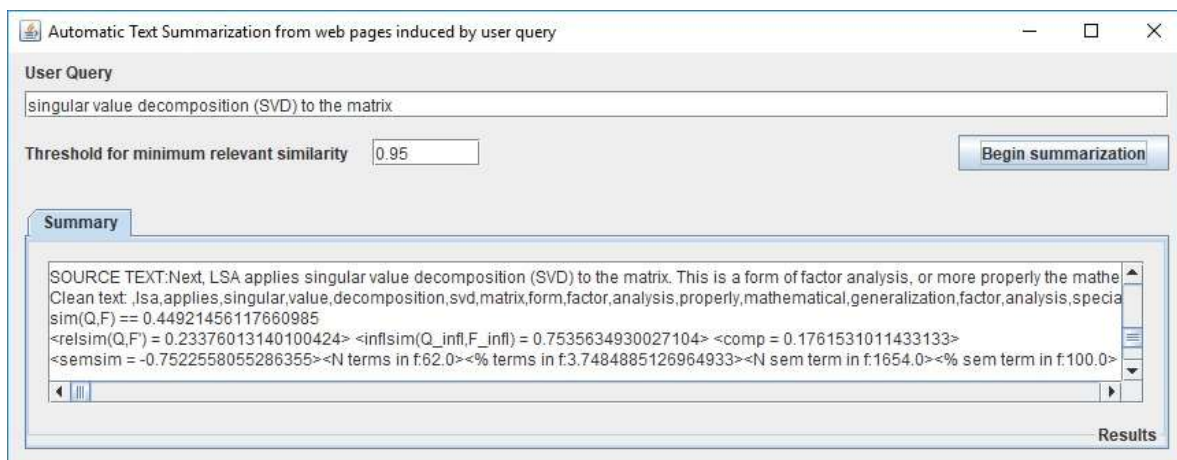 Automatic Text Summarization from web pages induced by user query
User Query
singular value decomposition (SVD) to the matrix
Threshold for minimum relevant similarity 0.95 Begin summarization
Summary
SOURCE TEXT:Next, LSA applies singular value decomposition (SVD) to the matrix. This is a form of factor analysis, or more properly the mathe
Clean text: ,lsa,applies,singular,value,decomposition,svd,matrix,form,factor,analysis,properly,mathematical,generalization,factor,analysis,specia
sim(Q,F) == 0.44921456117660985
<relsim(Q,F') = 0.23376013140100424> <inflsim(Q_infl,F_infl) = 0.7535634930027104> <comp = 0.1761531011433133>
<semsim = -0.7522558055286355><N terms in f:62.0><% terms in f:3.7484885126964933><N sem term in f:1654.0><% sem term in f:100.0>
Results